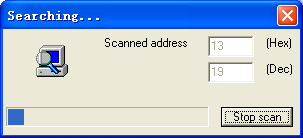 Searching...
Scanned address 13 (Hex)
19 (Dec)
Stop scan